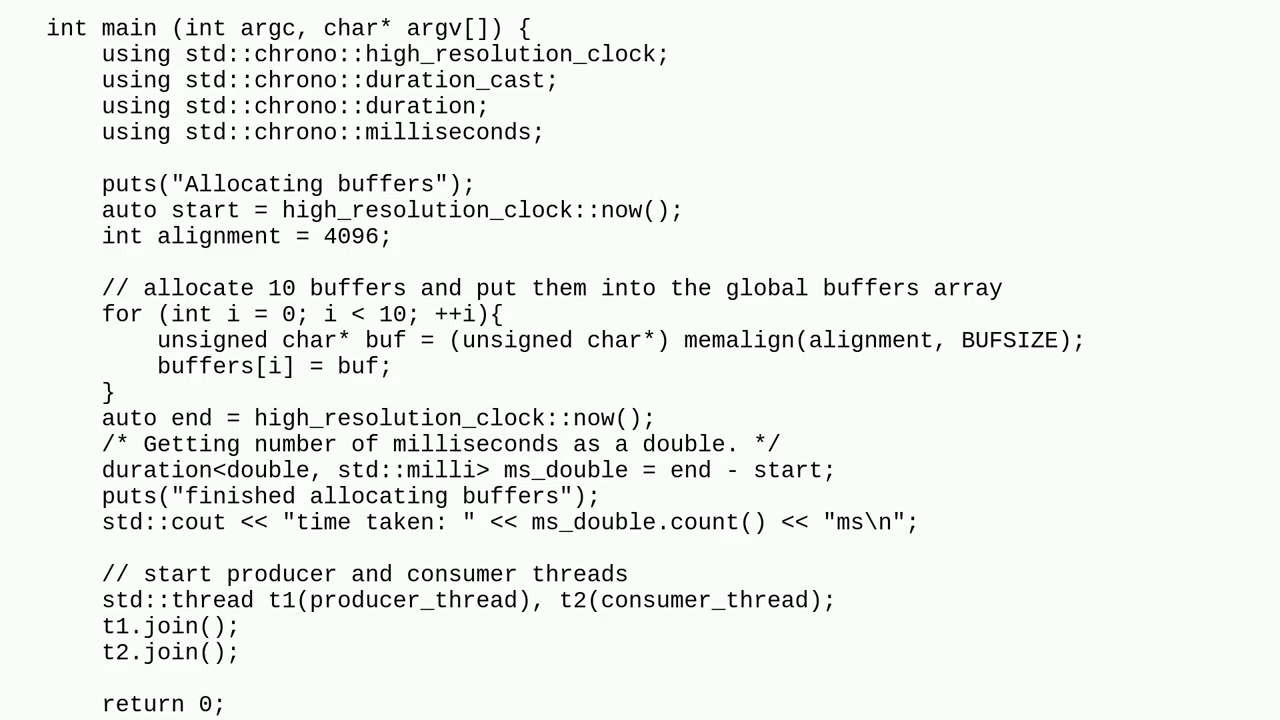 int main (int argc, char* argv[]) {
    using std::chrono::high_resolution_clock;
    using std::chrono::duration_cast;
    using std::chrono::duration;
    using std::chrono::milliseconds;

    puts("Allocating buffers");
    auto start = high_resolution_clock::now();
    int alignment = 4096;

    // allocate 10 buffers and put them into the global buffers array
    for (int i = 0; i < 10; ++i){
        unsigned char* buf = (unsigned char*) memalign(alignment, BUFSIZE);
        buffers[i] = buf;
    }
    auto end = high_resolution_clock::now();
    /* Getting number of milliseconds as a double. */
    duration<double, std::milli> ms_double = end - start;
    puts("finished allocating buffers");
    std::cout << "time taken: " << ms_double.count() << "ms\n";

    // start producer and consumer threads
    std::thread t1(producer_thread), t2(consumer_thread);
    t1.join();
    t2.join();

    return 0;